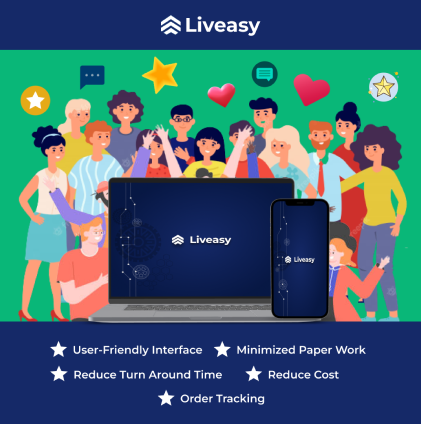 Liveasy
Liveasy
Liveasy
User-Friendly Interface Minimized Paper Work
Reduce Turn Around Time Reduce Cost
Order Tracking